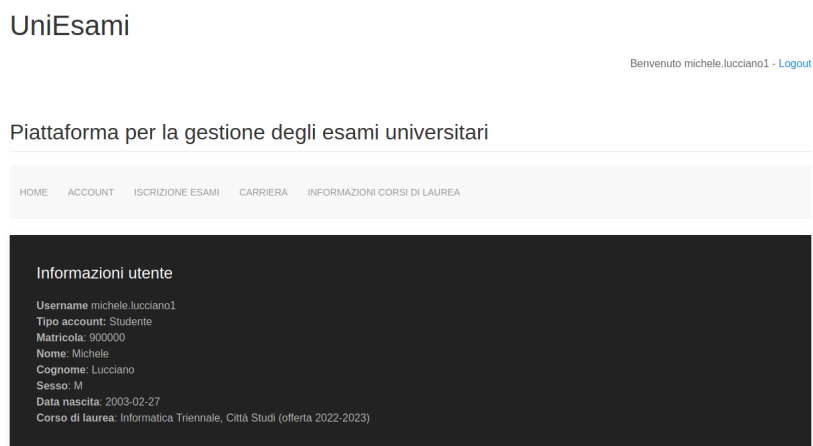 UniEsami
Benvenuto michele.lucciano1 - Logout
Piattaforma per la gestione degli esami universitari
HOME ACCOUNT ISCRIZIONE ESAMI CARRIERA INFORMAZIONI CORSI DI LAUREA
Informazioni utente
Username michele.lucciano1
Tipo account: Studente
Matricola: 900000
Nome: Michele
Cognome: Lucciano
Sesso: M
Data nascita: 2003-02-27
Corso di laurea: Informatica Triennale, Città Studi (offerta 2022-2023)